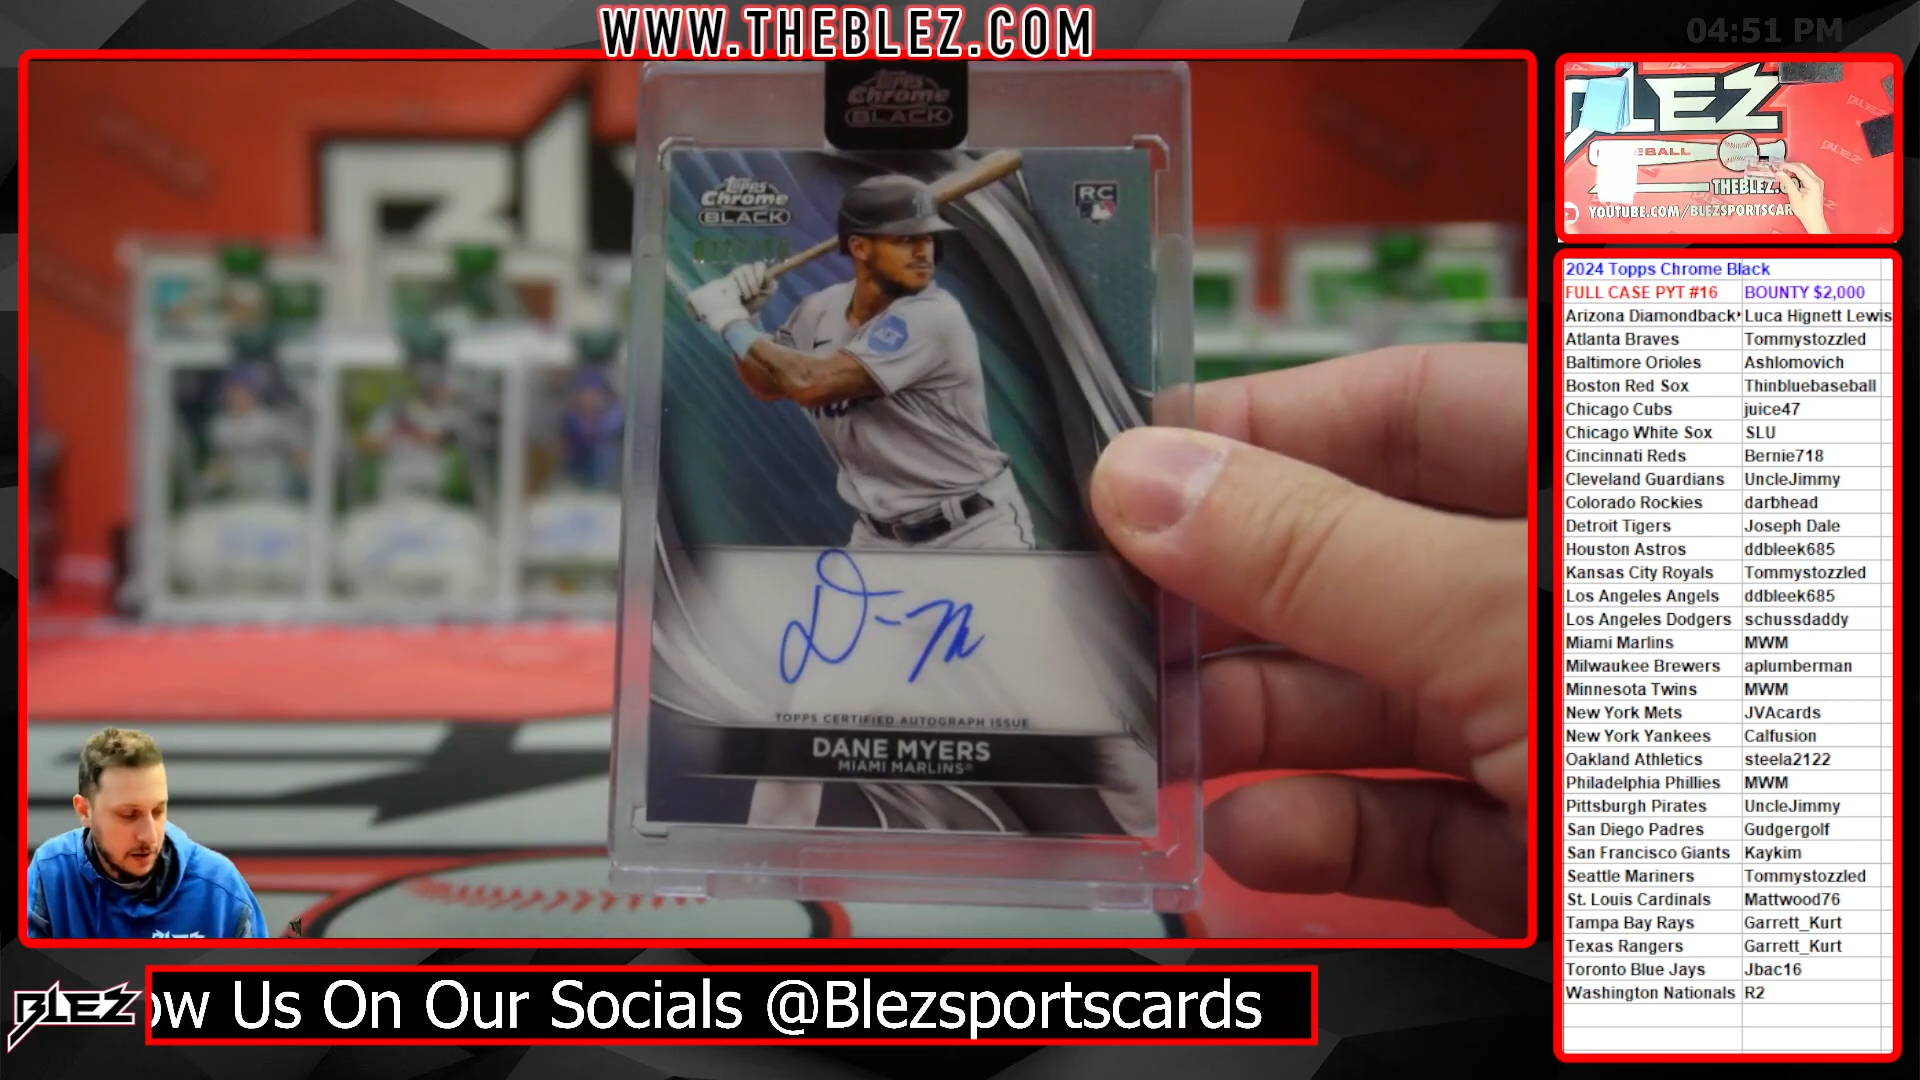 WWW.THEBLEZ.COM
04:51 PM
Topps
Chrome
BLACK
Topps
Chrome
BLACK
RC
TOPPS CERTIFIED AUTOGRAPH ISSUE
DANE MYERS
MIAMI MARLINS
BLEZ
BASEBALL
THEBLEZ.C
YOUTUBE.COM/BLEZSPORTSCAR
2024 Topps Chrome Black
FULL CASE PYT #16 BOUNTY $2,000
Arizona Diamondback Luca Hignett Lewis
Atlanta Braves Tommystozzled
Baltimore Orioles Ashlomovich
Boston Red Sox Thinbluebaseball
Chicago Cubs juice47
Chicago White Sox SLU
Cincinnati Reds Bernie718
Cleveland Guardians UncleJimmy
Colorado Rockies darbhead
Detroit Tigers Joseph Dale
Houston Astros ddbleek685
Kansas City Royals Tommystozzled
Los Angeles Angels ddbleek685
Los Angeles Dodgers schussdaddy
Miami Marlins MWM
Milwaukee Brewers aplumberman
Minnesota Twins MWM
New York Mets JVAcards
New York Yankees Calfusion
Oakland Athletics steela2122
Philadelphia Phillies MWM
Pittsburgh Pirates UncleJimmy
San Diego Padres Gudgergolf
San Francisco Giants Kaykim
Seattle Mariners Tommystozzled
St. Louis Cardinals Mattwood76
Tampa Bay Rays Garrett_Kurt
Texas Rangers Garrett_Kurt
Toronto Blue Jays Jbac16
Washington Nationals R2
BLEZ
ow Us On Our Socials @Blezsportscards